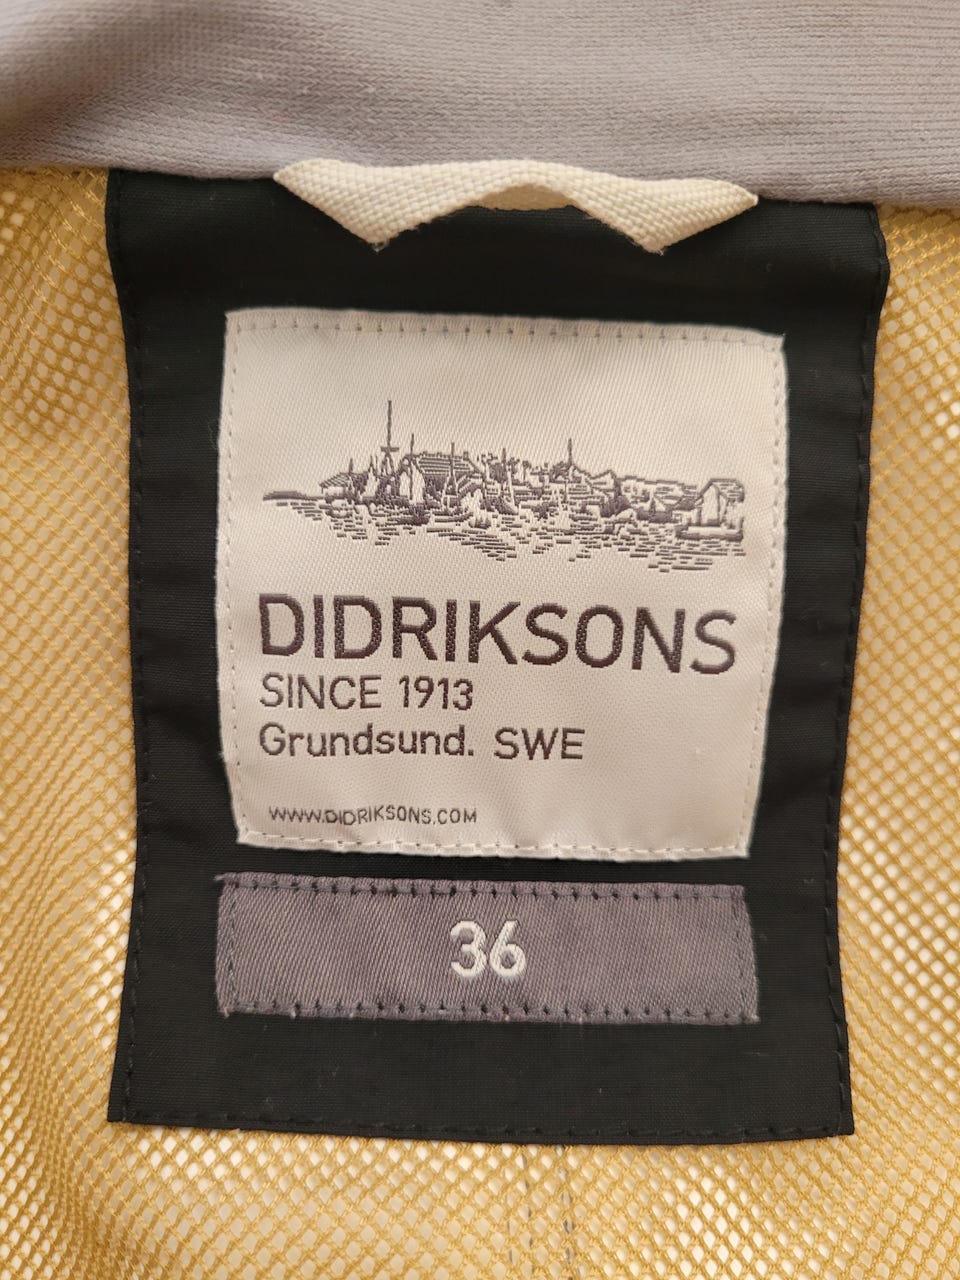 DIDRIKSONS
SINCE 1913
Grundsund. SWE
WWW.DIDRIKSONS.COM
36